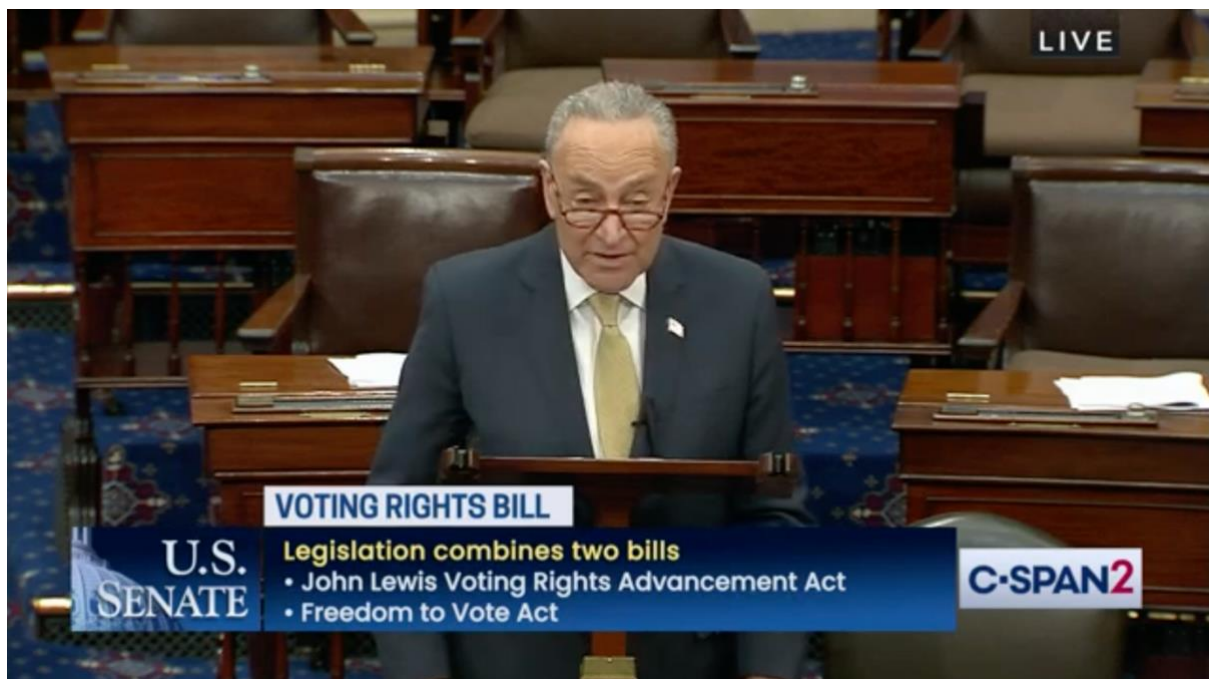 LIVE
VOTING RIGHTS BILL
U.S.
SENATE
Legislation combines two bills
• John Lewis Voting Rights Advancement Act
• Freedom to Vote Act
C-SPAN2